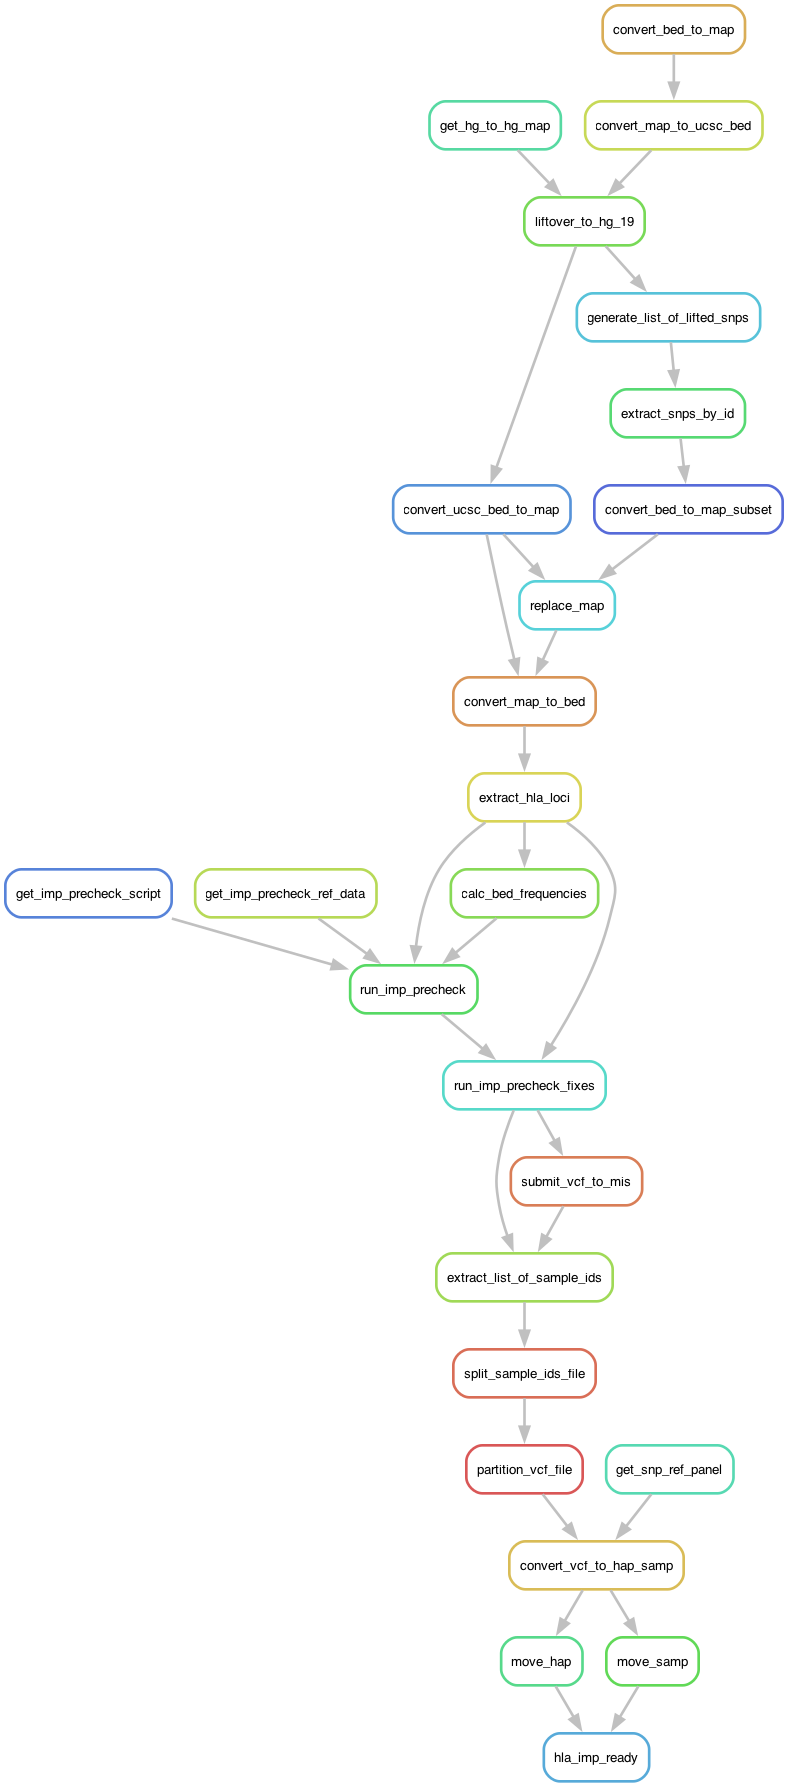 convert_bed_to_map
get_hg_to_hg_map
convert_map_to_ucsc_bed
liftover_to_hg_19
generate_list_of_lifted_snps
extract_snps_by_id
convert_ucsc_bed_to_map
convert_bed_to_map_subset
replace_map
convert_map_to_bed
extract_hla_loci
get_imp_precheck_script
get_imp_precheck_ref_data
calc_bed_frequencies
run_imp_precheck
run_imp_precheck_fixes
submit_vcf_to_mis
extract_list_of_sample_ids
split_sample_ids_file
partition_vcf_file
get_snp_ref_panel
convert_vcf_to_hap_samp
move_hap
move_samp
hla_imp_ready